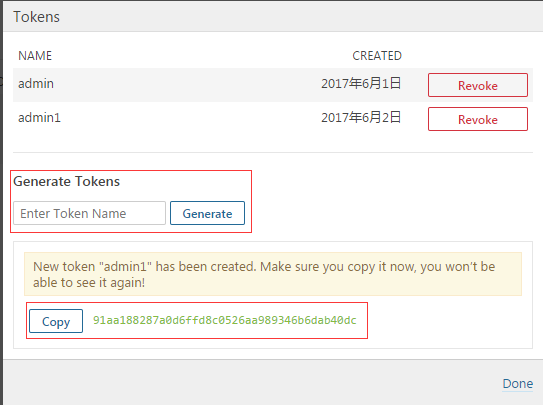 Tokens
NAME CREATED
admin 2017年6月1日 Revoke
admin1 2017年6月2日 Revoke
Generate Tokens
Enter Token Name Generate
New token "admin1" has been created. Make sure you copy it now, you won't be
able to see it again!
Copy 91aa188287a0d6ffd8c0526aa989346b6dab40dc
Done